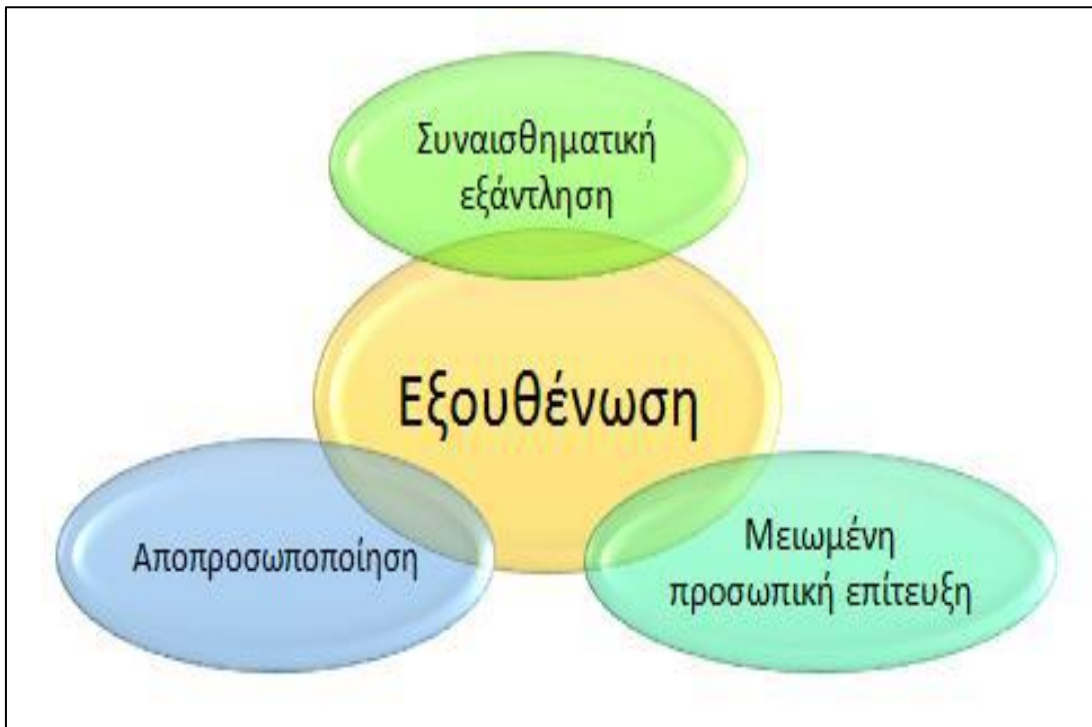 Συναισθηματική
εξάντληση
Εξουθένωση
Αποπροσωποποίηση
Μειωμένη
προσωπική επίτευξη